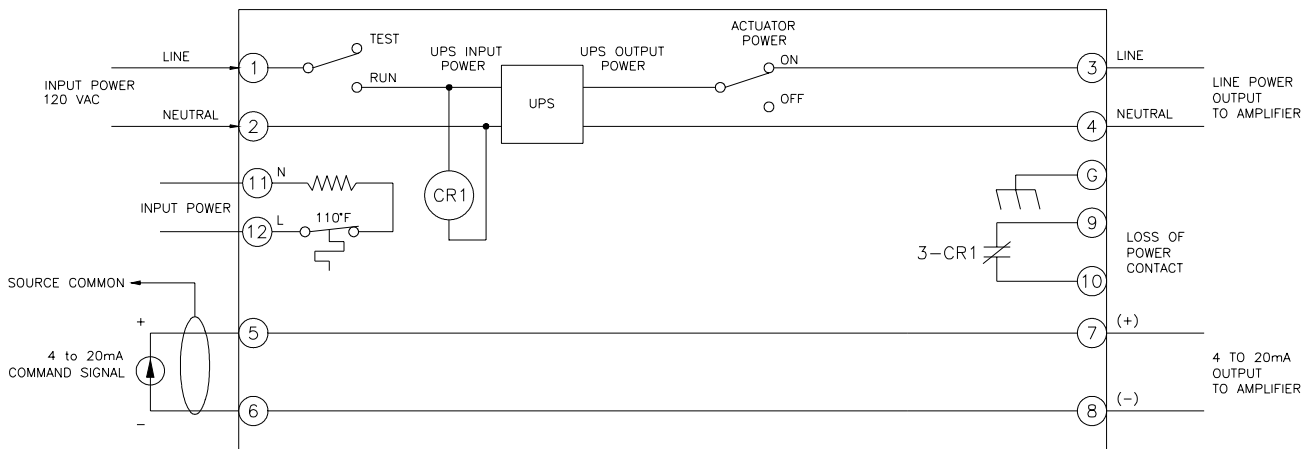 TEST
LINE
1
RUN
INPUT POWER
120 VAC
NEUTRAL
2
UPS INPUT
POWER
UPS
UPS OUTPUT
POWER
ACTUATOR
POWER
ON
OFF
3
LINE
4
NEUTRAL
LINE POWER
OUTPUT
TO AMPLIFIER
11
N
INPUT POWER
12
L
110°F
CR1
G
9
3-CR1
10
LOSS OF
POWER
CONTACT
SOURCE COMMON
+
4 to 20mA
COMMAND SIGNAL
-
5
6
7
(+)
8
(-)
4 TO 20mA
OUTPUT
TO AMPLIFIER